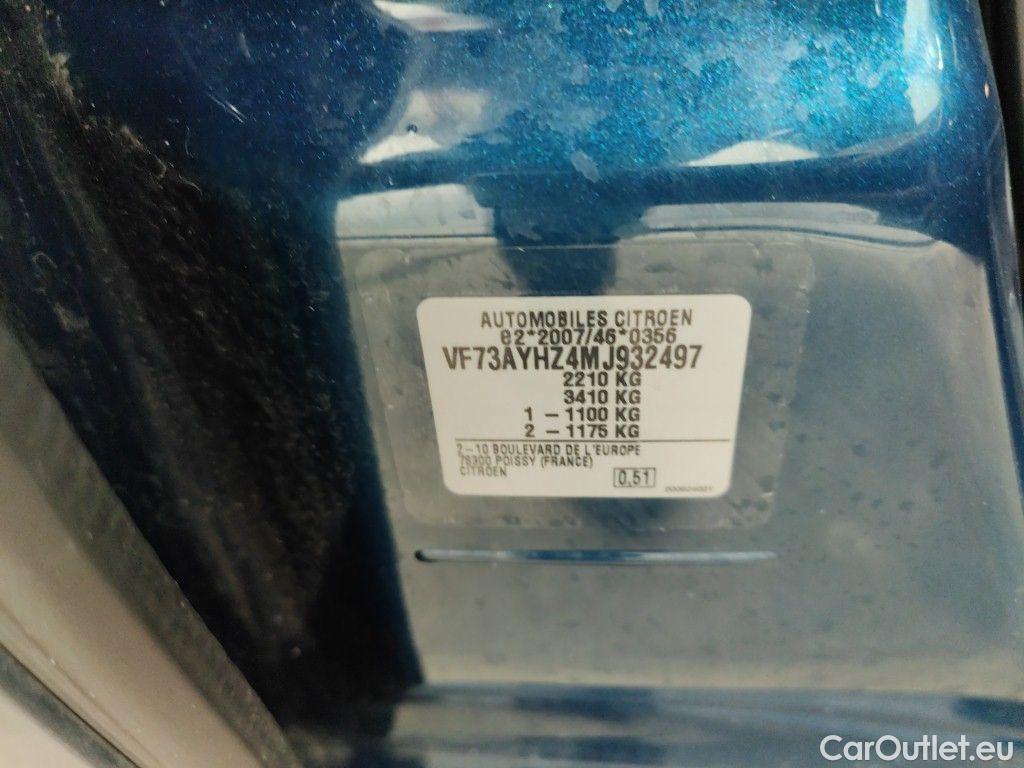 AUTOMOBILES CITROEN
e2*2007/46*0356
VF73AYHZ4MJ932497
2210 KG
3410 KG
1 – 1100 KG
2 – 1175 KG
2–10 BOULEVARD DE L'EUROPE
78300 POISSY (FRANCE)
CITROEN
0,51
CarOutlet.eu